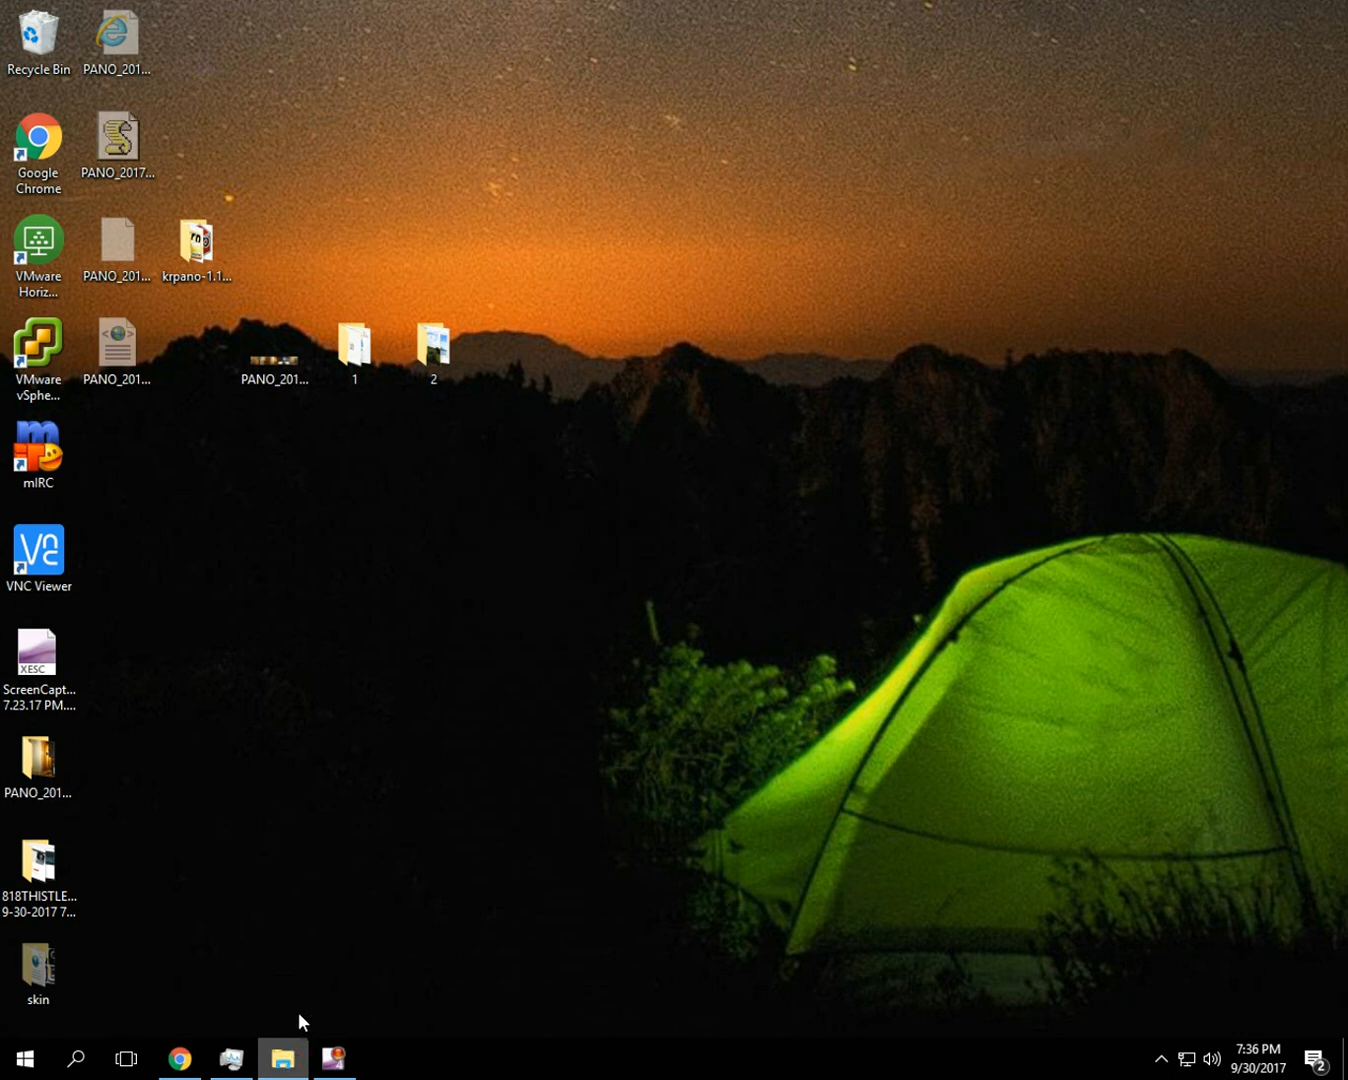 Recycle Bin
PANO_201...
Google
Chrome
PANO_2017...
VMware
Horiz...
PANO_201...
krpano-1.1...
VMware
vSphe...
PANO_201...
PANO_201...
1
2
mIRC
VNC Viewer
XESC
ScreenCapt...
7.23.17 PM....
PANO_201...
818THISTLE...
9-30-2017 7...
skin
7:36 PM
9/30/2017
2